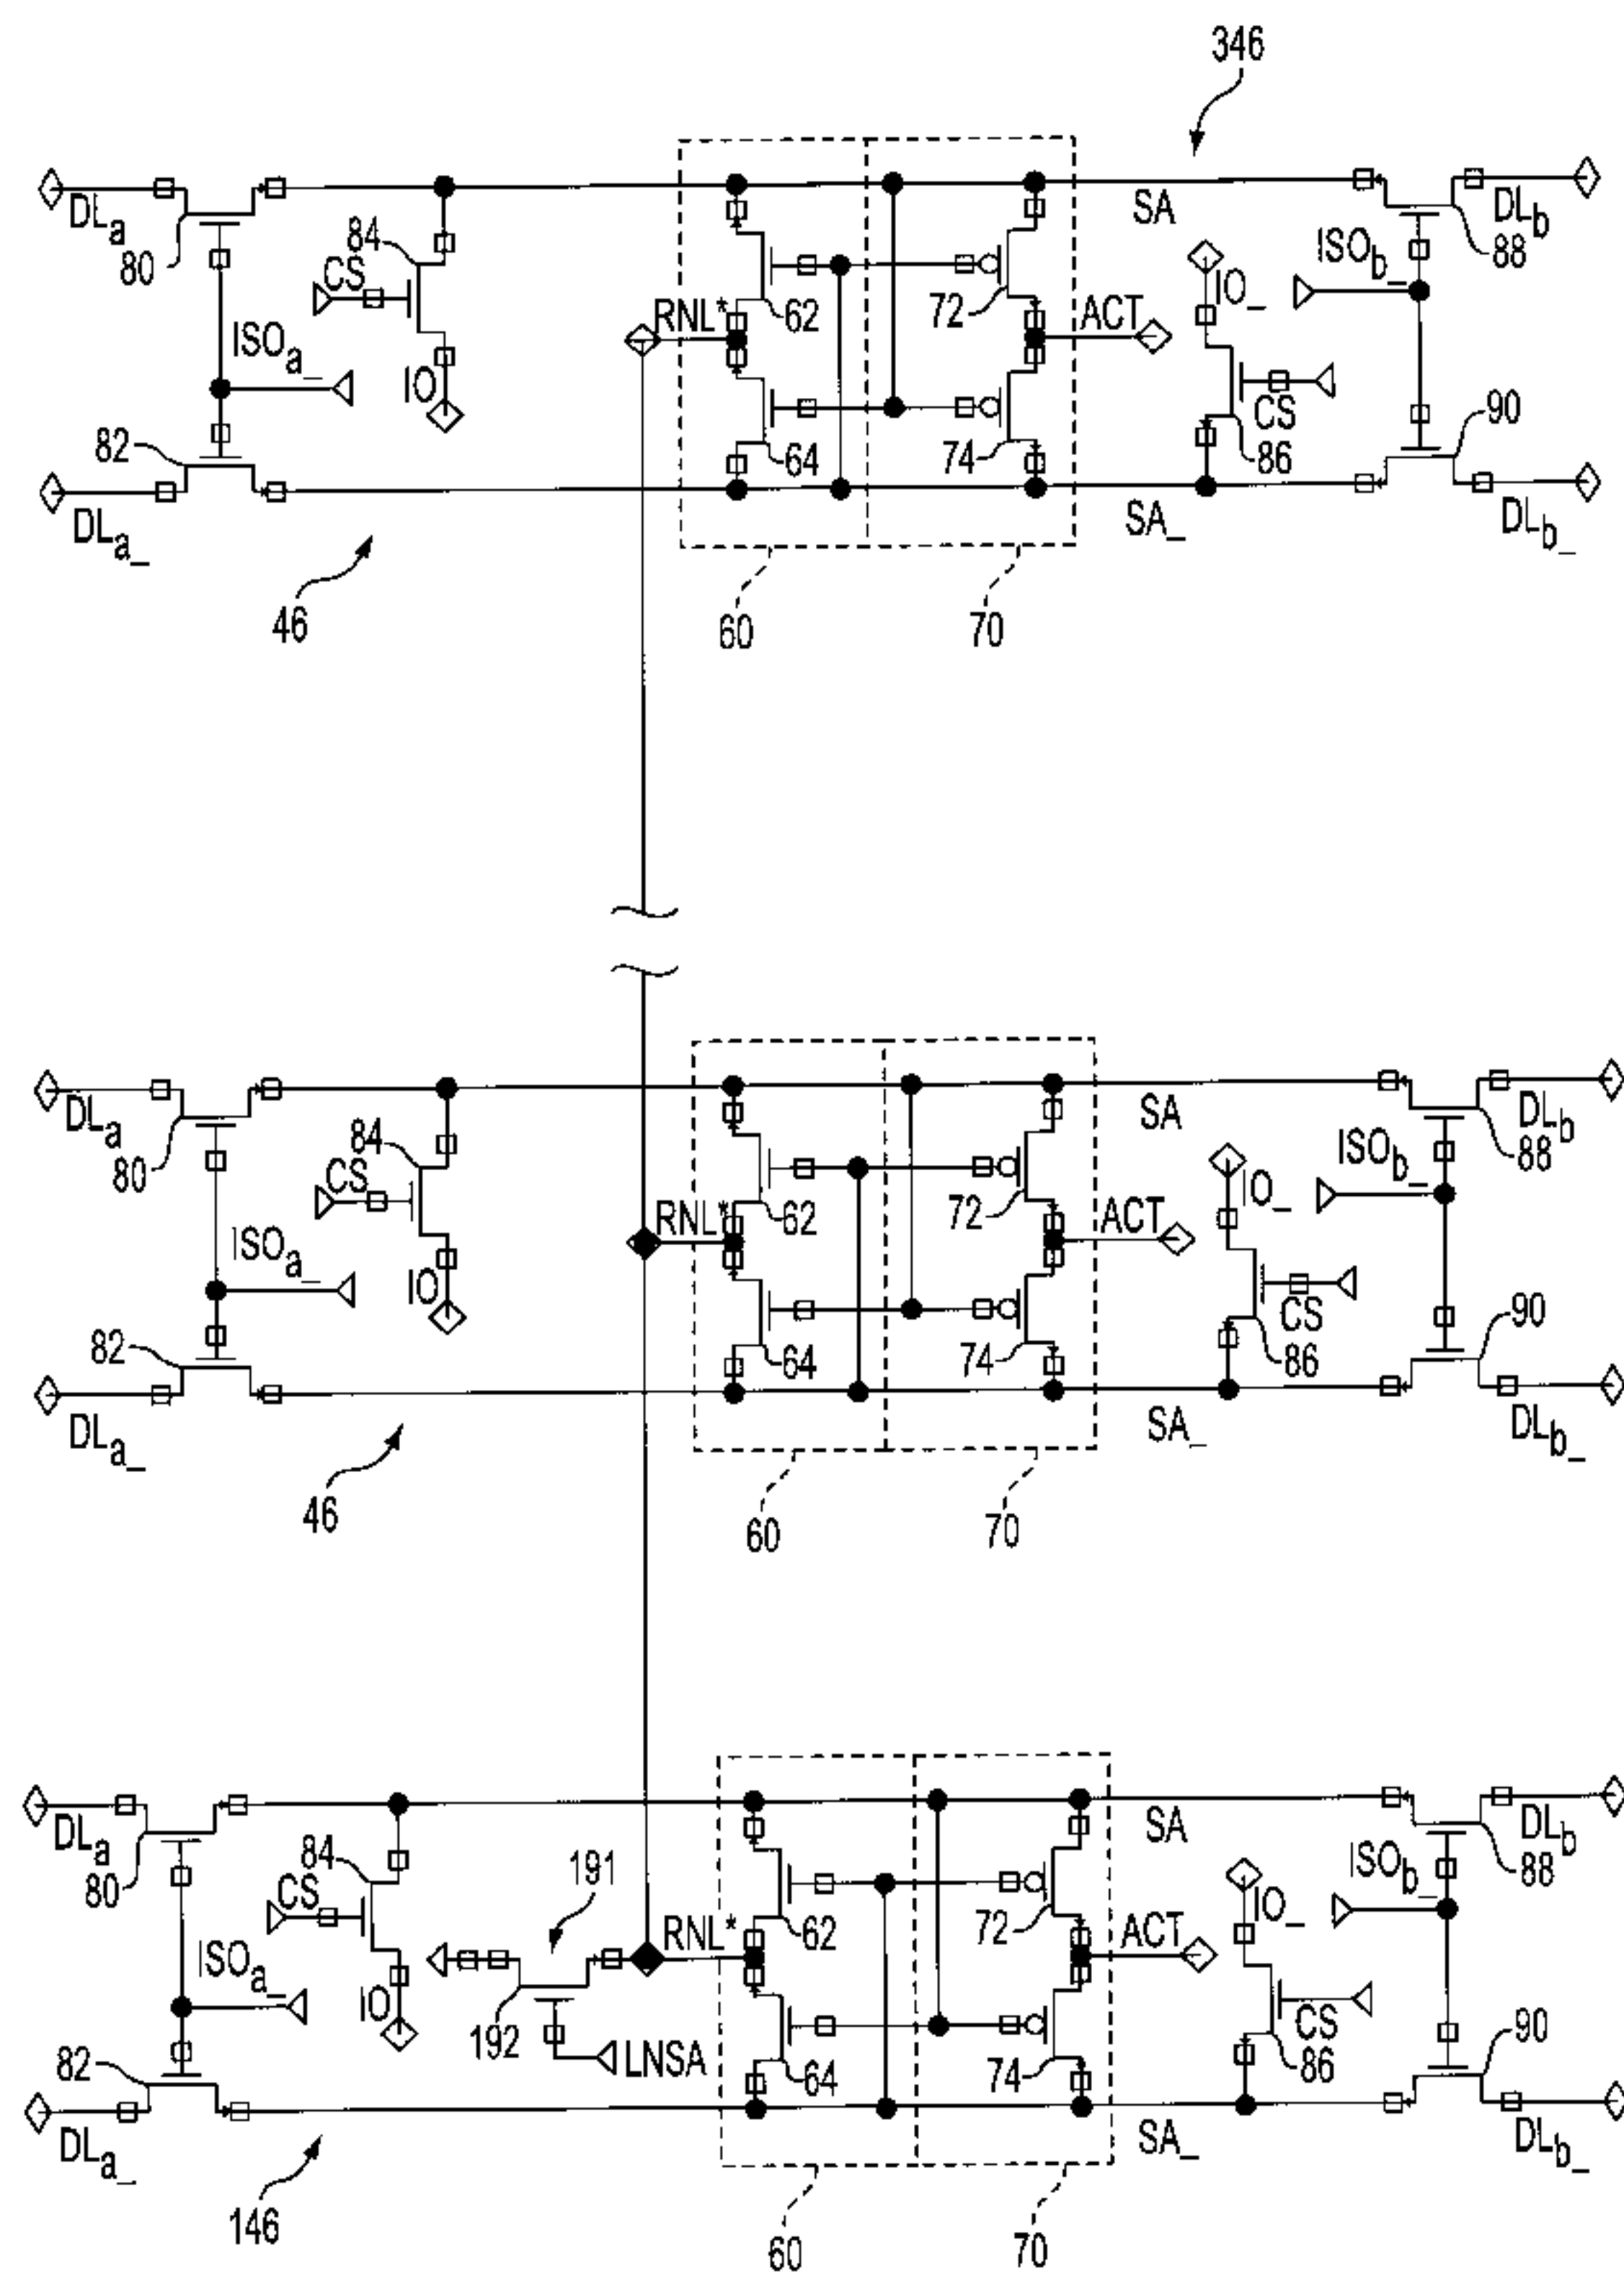 346
DLa
80
84
CS
ISOa_
IO
82
DLa_
46
RNL*
62
64
60
72
74
70
ACT
SA
SA_
IO_
CS
86
ISOb_
DLb
88
90
DLb_
DLa
80
84
CS
ISOa_
IO
82
DLa_
46
RNL*
62
64
60
72
74
70
ACT
SA
SA_
IO_
CS
86
ISOb_
DLb
88
90
DLb_
DLa
80
84
CS
ISOa_
IO
82
DLa_
146
191
192
LNSA
RNL*
62
64
60
72
74
70
ACT
SA
SA_
IO_
CS
86
ISOb_
DLb
88
90
DLb_